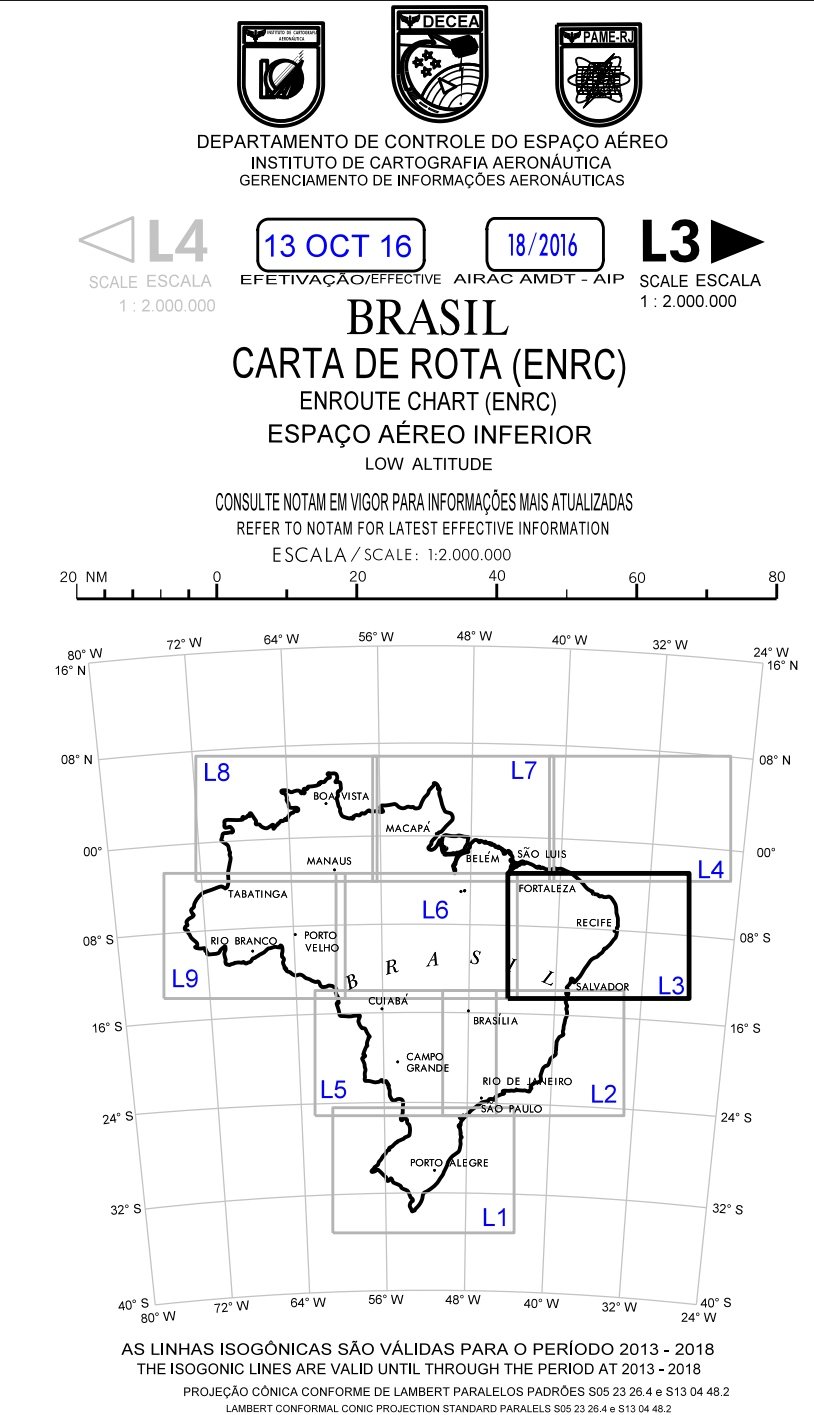 INSTITUTO DE CARTOGRAFIA
AERONÁUTICA
DECEA
PAME-RJ
DEPARTAMENTO DE CONTROLE DO ESPAÇO AÉREO
INSTITUTO DE CARTOGRAFIA AERONÁUTICA
GERENCIAMENTO DE INFORMAÇÕES AERONÁUTICAS
L4
SCALE ESCALA
1 : 2.000.000
13 OCT 16
EFETIVAÇÃO/EFFECTIVE
18/2016
AIRAC AMDT - AIP
L3
SCALE ESCALA
1 : 2.000.000
BRASIL
CARTA DE ROTA (ENRC)
ENROUTE CHART (ENRC)
ESPAÇO AÉREO INFERIOR
LOW ALTITUDE
CONSULTE NOTAM EM VIGOR PARA INFORMAÇÕES MAIS ATUALIZADAS
REFER TO NOTAM FOR LATEST EFFECTIVE INFORMATION
ESCALA / SCALE: 1:2.000.000
20 NM 0 20 40 60 80
80° W 72° W 64° W 56° W 48° W 40° W 32° W 24° W
16° N 16° N
08° N 08° N
L8 L7
BOA VISTA
MACAPÁ
00° BELÉM SÃO LUIS 00°
MANAUS L4
TABATINGA FORTALEZA
L6 RECIFE
08° S RIO BRANCO PORTO
VELHO 08° S
B R A S I L
L9 SALVADOR L3
CUIABÁ
16° S BRASÍLIA 16° S
CAMPO
GRANDE
L5 RIO DE JANEIRO L2
SÃO PAULO
24° S 24° S
PORTO ALEGRE
32° S L1 32° S
40° S 40° S
80° W 72° W 64° W 56° W 48° W 40° W 32° W 24° W
AS LINHAS ISOGÔNICAS SÃO VÁLIDAS PARA O PERÍODO 2013 - 2018
THE ISOGONIC LINES ARE VALID UNTIL THROUGH THE PERIOD AT 2013 - 2018
PROJEÇÃO CÔNICA CONFORME DE LAMBERT PARALELOS PADRÕES S05 23 26.4 e S13 04 48.2
LAMBERT CONFORMAL CONIC PROJECTION STANDARD PARALELS S05 23 26.4 e S13 04 48.2